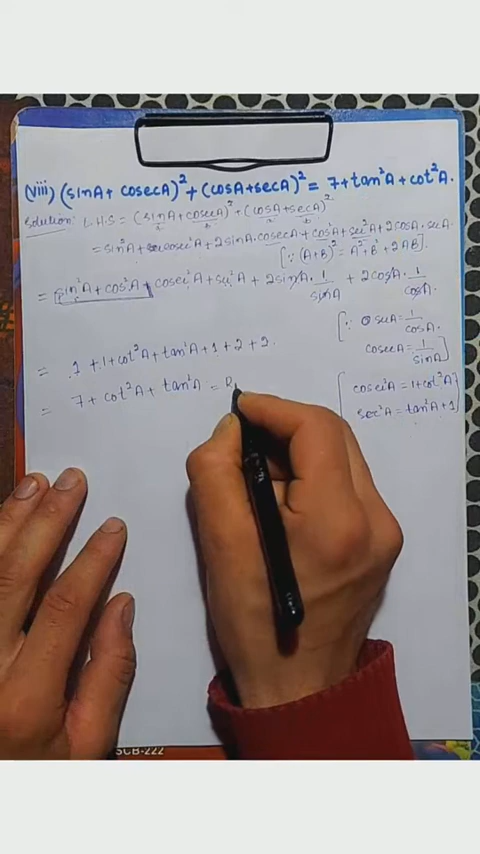 (viii) (sinA + cosecA)² + (cosA + secA)² = 7 + tan²A + cot²A.
Solution: L.H.S = (sinA + cosecA)² + (cosA + secA)²
a b a b
= sin²A + cosec²A + 2sinA . cosecA + cos²A + sec²A + 2cosA . secA
[∵ (A+B)² = A² + B² + 2AB].
= sin²A + cos²A + cosec²A + sec²A + 2sinA . 1/sinA + 2cosA . 1/cosA
[∵ secA = 1/cosA.
cosecA = 1/sinA]
= 1 + 1 + cot²A + tan²A + 1 + 2 + 2.
[cosec²A = 1 + cot²A
= 7 + cot²A + tan²A = R
sec²A = tan²A + 1]
SCB-222